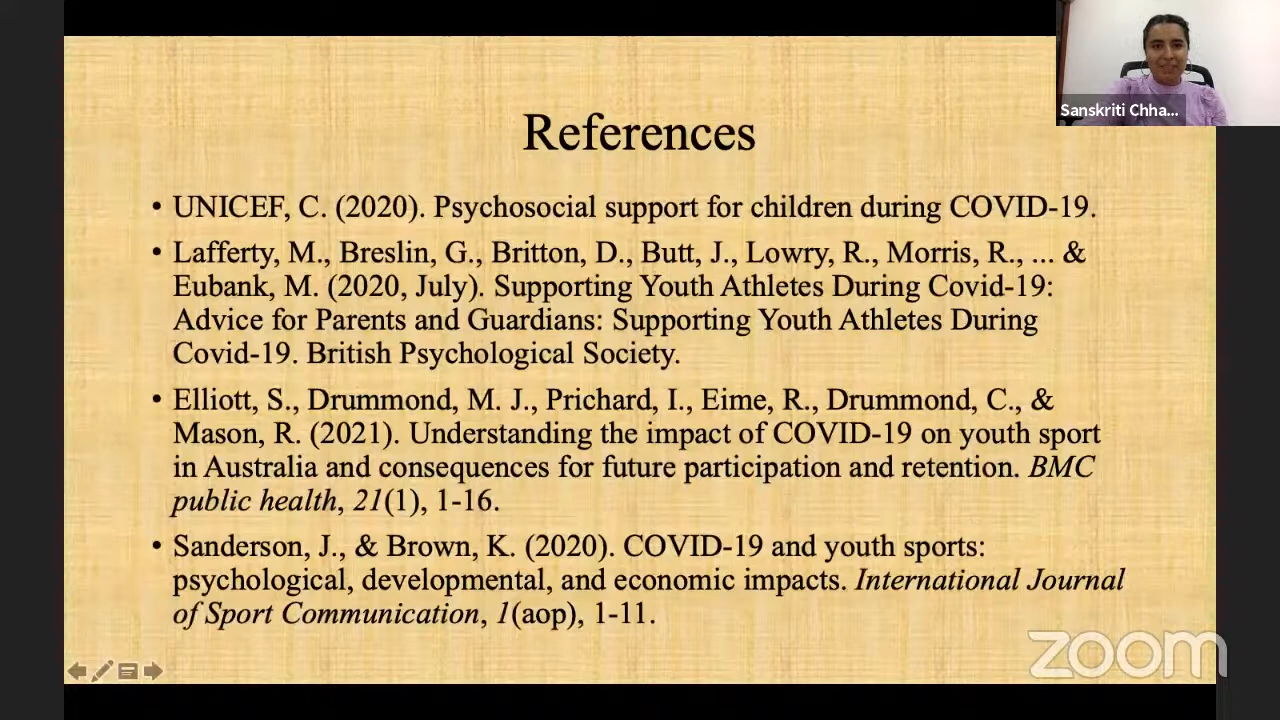 Sanskriti Chha...
References
• UNICEF, C. (2020). Psychosocial support for children during COVID-19.
• Lafferty, M., Breslin, G., Britton, D., Butt, J., Lowry, R., Morris, R., ... &
Eubank, M. (2020, July). Supporting Youth Athletes During Covid-19:
Advice for Parents and Guardians: Supporting Youth Athletes During
Covid-19. British Psychological Society.
• Elliott, S., Drummond, M. J., Prichard, I., Eime, R., Drummond, C., &
Mason, R. (2021). Understanding the impact of COVID-19 on youth sport
in Australia and consequences for future participation and retention. BMC
public health, 21(1), 1-16.
• Sanderson, J., & Brown, K. (2020). COVID-19 and youth sports:
psychological, developmental, and economic impacts. International Journal
of Sport Communication, 1(aop), 1-11.
zoom